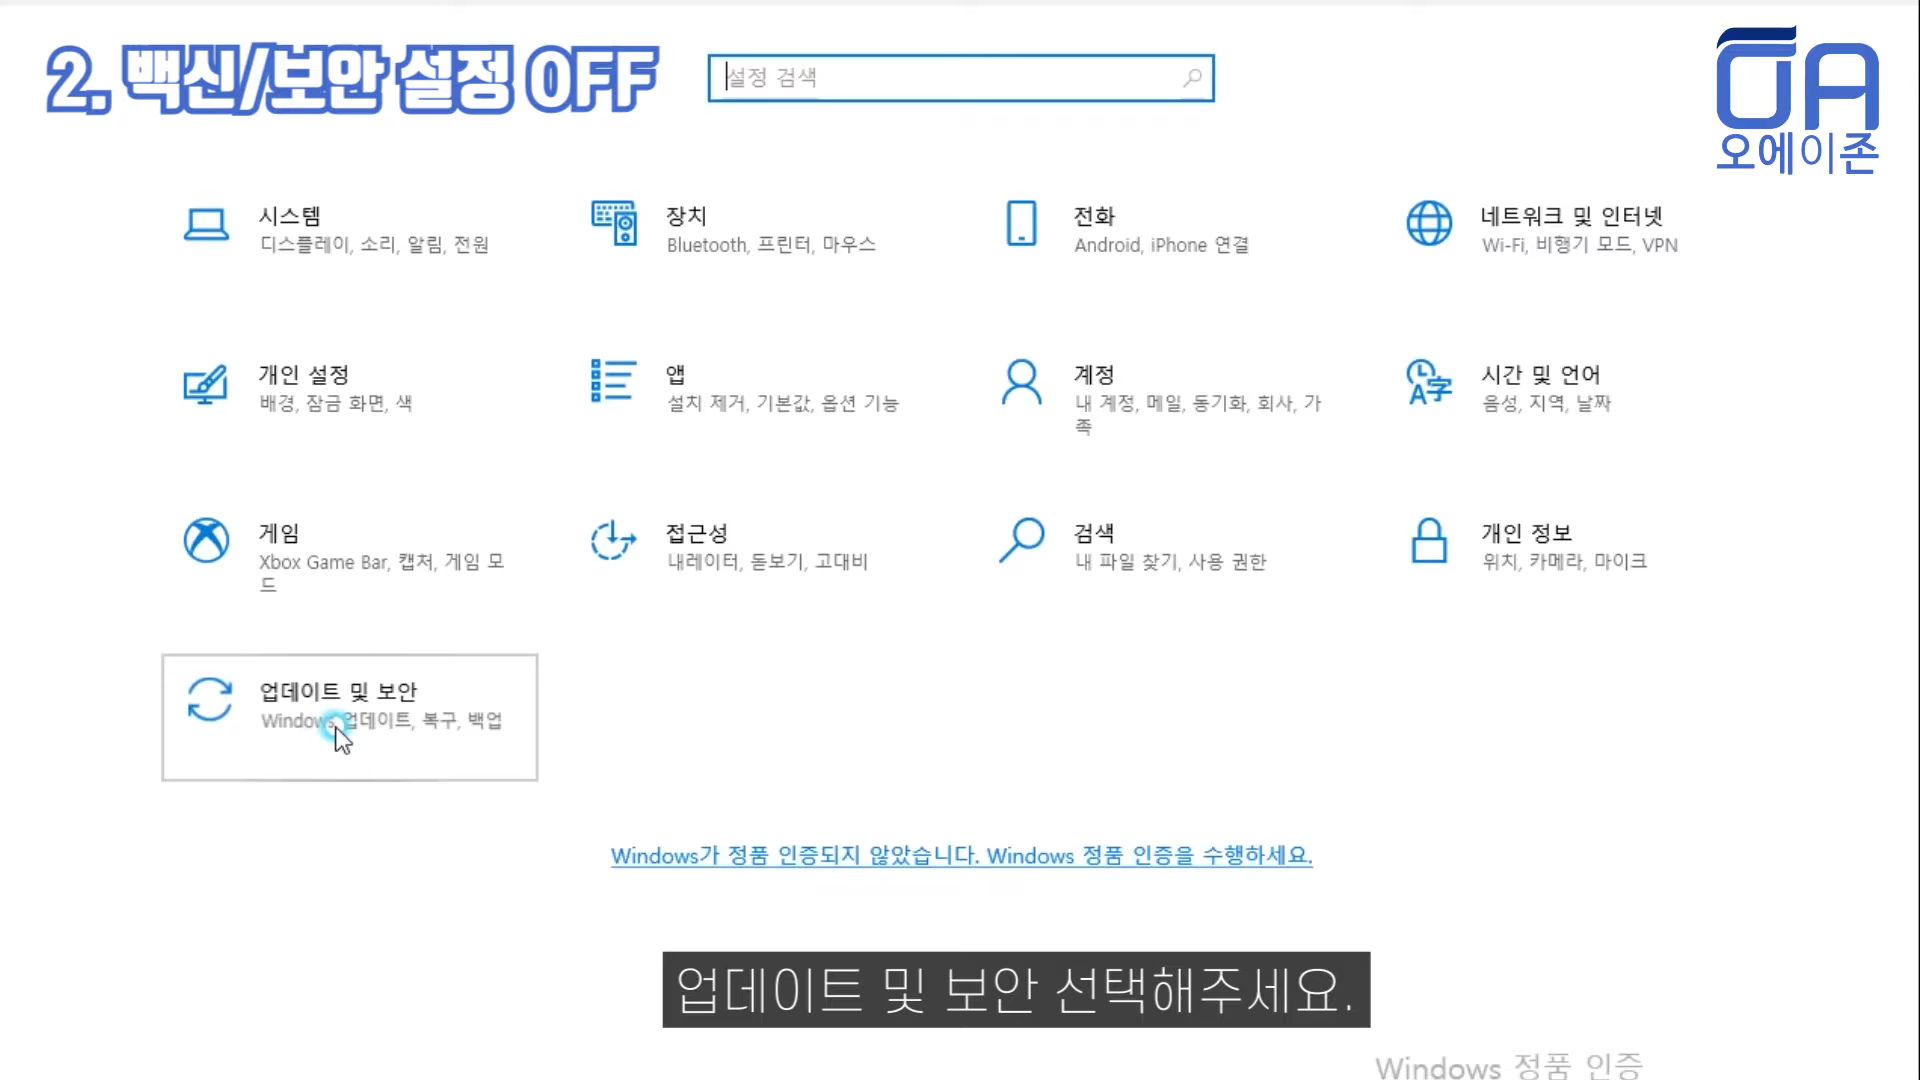 2. 백신/보안 설정 OFF
설정 검색
OA
오에이존
시스템
디스플레이, 소리, 알림, 전원
장치
Bluetooth, 프린터, 마우스
전화
Android, iPhone 연결
네트워크 및 인터넷
Wi-Fi, 비행기 모드, VPN
개인 설정
배경, 잠금 화면, 색
앱
설치 제거, 기본값, 옵션 기능
계정
내 계정, 메일, 동기화, 회사, 가
족
시간 및 언어
음성, 지역, 날짜
게임
Xbox Game Bar, 캡처, 게임 모
드
접근성
내레이터, 돋보기, 고대비
검색
내 파일 찾기, 사용 권한
개인 정보
위치, 카메라, 마이크
업데이트 및 보안
Windows 업데이트, 복구, 백업
Windows가 정품 인증되지 않았습니다. Windows 정품 인증을 수행하세요.
업데이트 및 보안 선택해주세요.
Windows 정품 인증